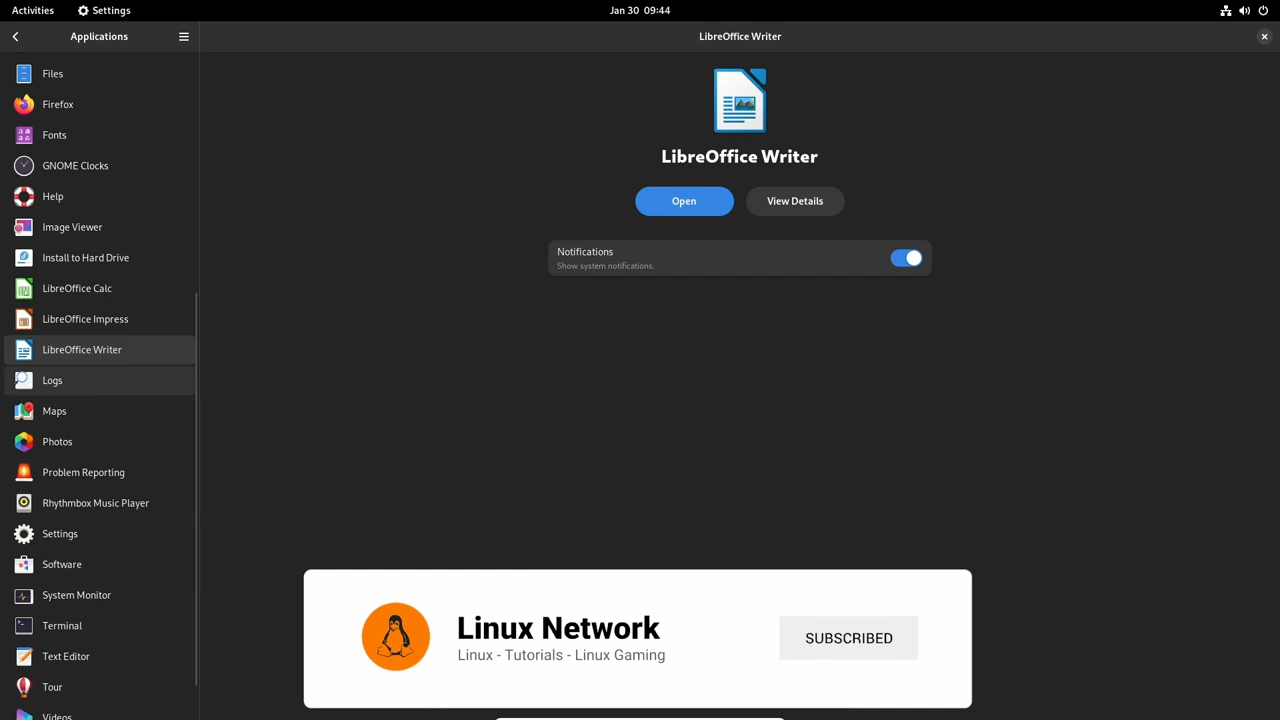 Activities
Settings
Jan 30 09:44
Applications
LibreOffice Writer
Files
Firefox
Fonts
GNOME Clocks
Help
Image Viewer
Install to Hard Drive
LibreOffice Calc
LibreOffice Impress
LibreOffice Writer
Logs
Maps
Photos
Problem Reporting
Rhythmbox Music Player
Settings
Software
System Monitor
Terminal
Text Editor
Tour
Videos
LibreOffice Writer
Open
View Details
Notifications
Show system notifications.
Linux Network
Linux - Tutorials - Linux Gaming
SUBSCRIBED